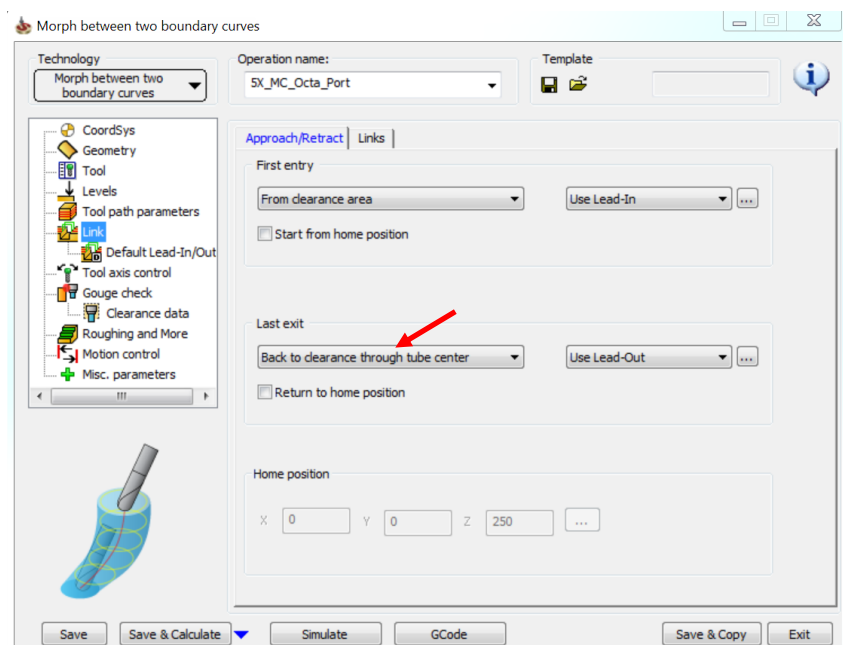 Morph between two boundary curves
Technology
Morph between two
boundary curves
Operation name:
5X_MC_Octa_Port
Template
CoordSys
Geometry
Tool
Levels
Tool path parameters
Link
Default Lead-In/Out
Tool axis control
Gouge check
Clearance data
Roughing and More
Motion control
Misc. parameters
Approach/Retract
Links
First entry
From clearance area
Use Lead-In
...
Start from home position
Last exit
Back to clearance through tube center
Use Lead-Out
...
Return to home position
Home position
X 0 Y 0 Z 250 ...
Save
Save & Calculate
Simulate
GCode
Save & Copy
Exit